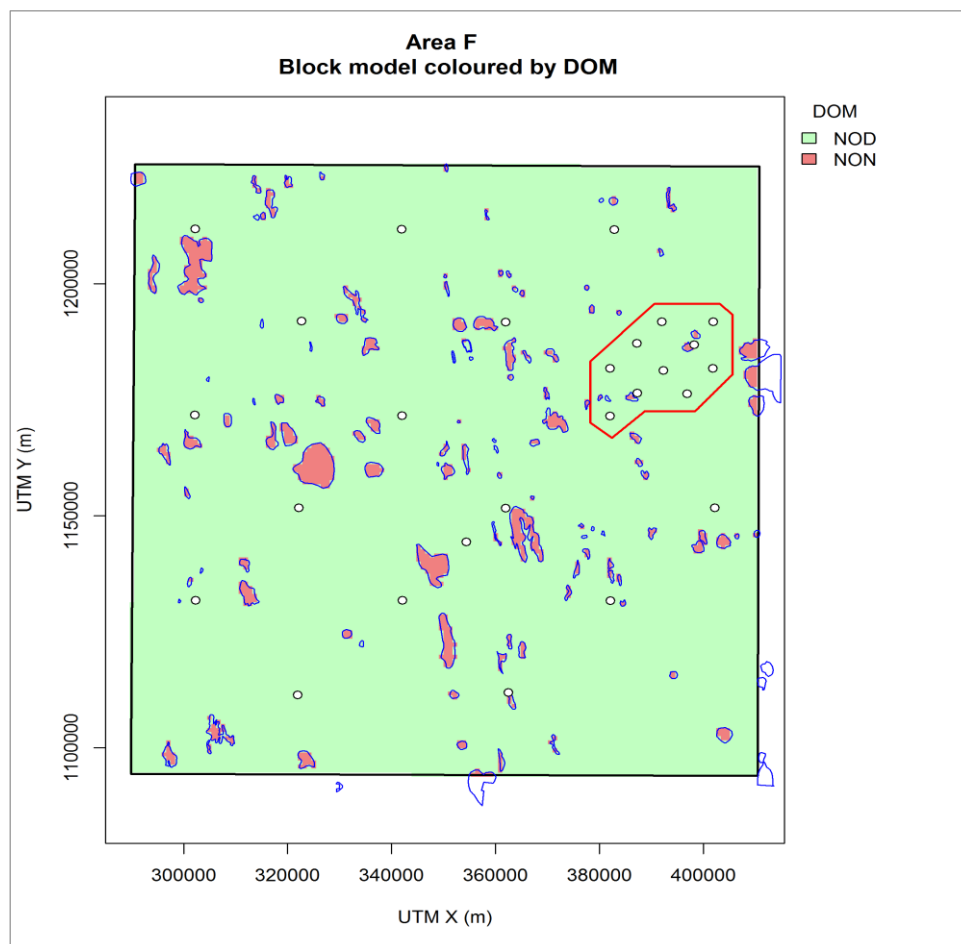 Area F
Block model coloured by DOM
DOM
NOD
NON
UTM Y (m)
1200000
1150000
1100000
300000 320000 340000 360000 380000 400000
UTM X (m)